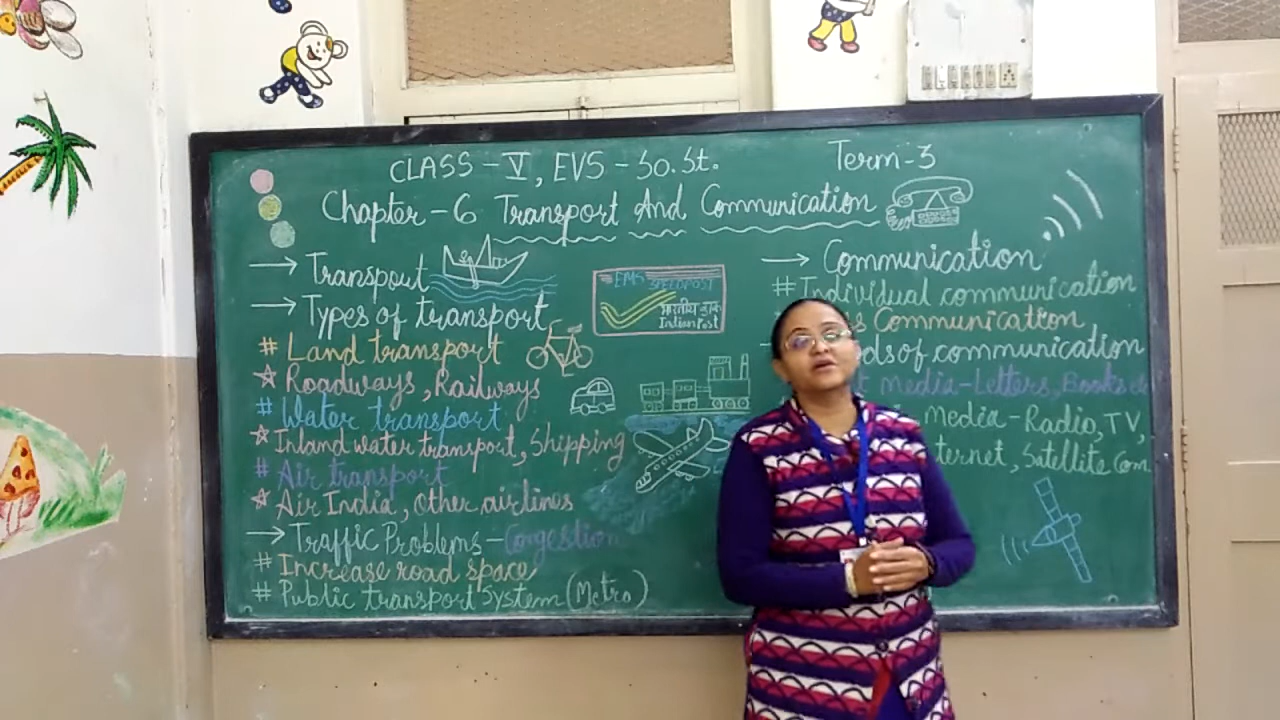 CLASS - V, EVS - So.St.
Term-3
Chapter-6 Transport And Communication
→ Transport
→ Types of transport
# Land transport
☆ Roadways, Railways
# Water transport
☆ Inland water transport, Shipping
# Air transport
☆ Air India, Other airlines
→ Traffic Problems - Congestion
# Increase road space
# Public transport System (Metro)
EMS SPEEDPOST
भारतीय डाक
Indian Post
→ Communication
# Individual communication
Communication
of communication
Media - Letters, Books
Media - Radio, TV,
Satellite Com